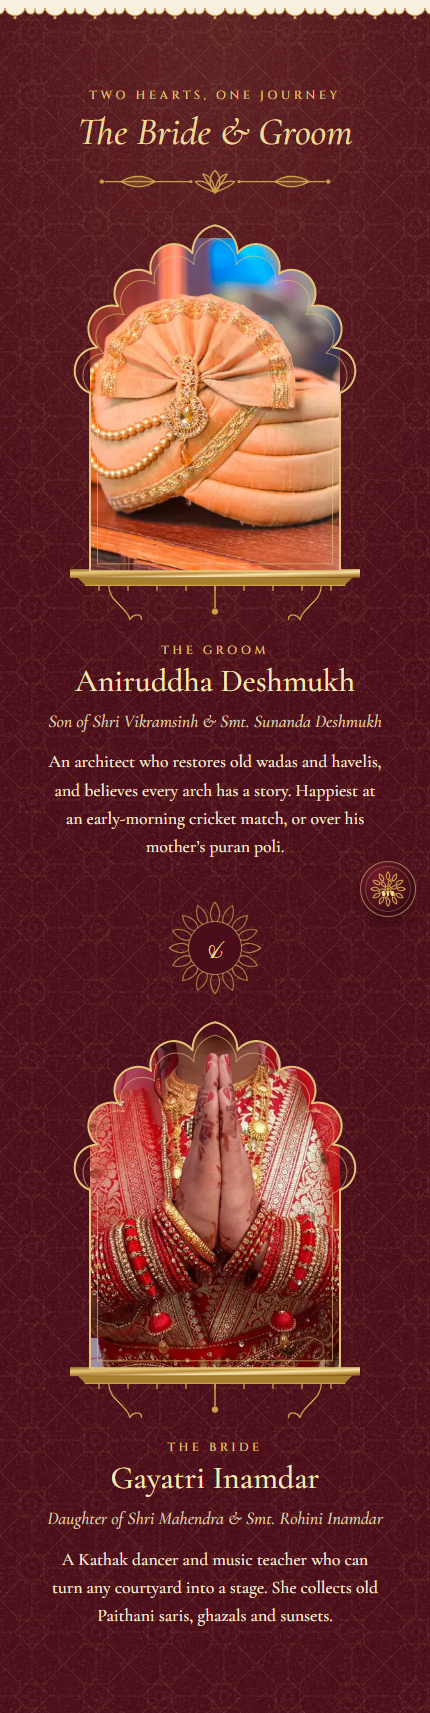 TWO HEARTS, ONE JOURNEY
The Bride & Groom
THE GROOM
Aniruddha Deshmukh
Son of Shri Vikramsinh & Smt. Sunanda Deshmukh
An architect who restores old wadas and havelis,
and believes every arch has a story. Happiest at
an early-morning cricket match, or over his
mother’s puran poli.
THE BRIDE
Gayatri Inamdar
Daughter of Shri Mahendra & Smt. Rohini Inamdar
A Kathak dancer and music teacher who can
turn any courtyard into a stage. She collects old
Paithani saris, ghazals and sunsets.